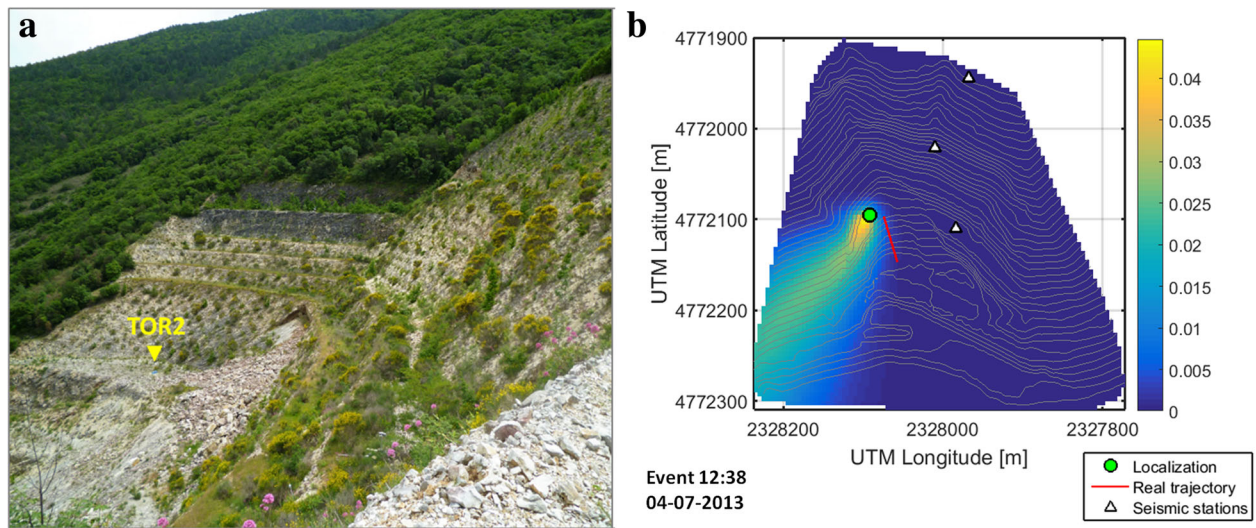 a
TOR2
b
UTM Latitude [m]
4771900
4772000
4772100
4772200
4772300
2328200
2328000
2327800
UTM Longitude [m]
0.04
0.035
0.03
0.025
0.02
0.015
0.01
0.005
0
Event 12:38
04-07-2013
Localization
Real trajectory
Seismic stations